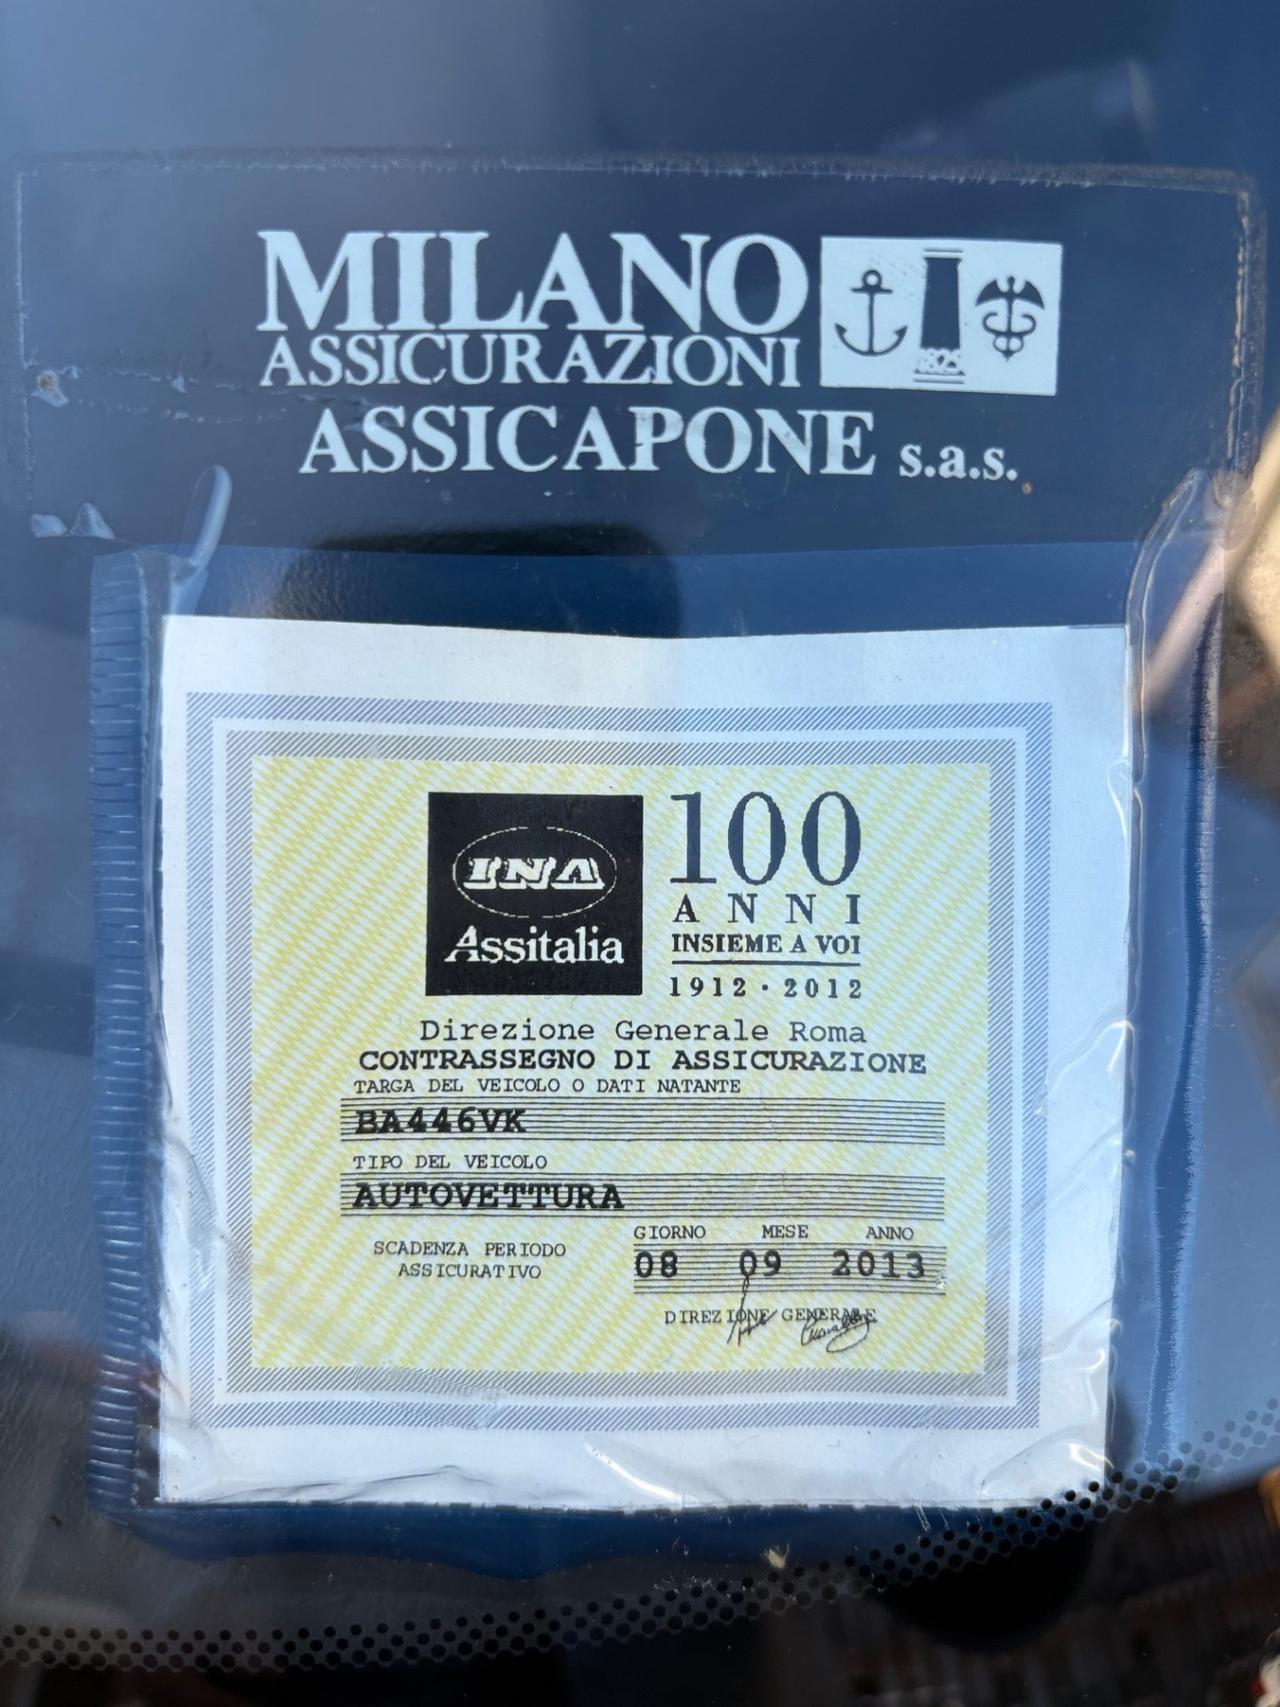 MILANO
ASSICURAZIONI
1825
ASSICAPONE s.a.s.
INA
Assitalia
100
ANNI
INSIEME A VOI
1912 · 2012
Direzione Generale Roma
CONTRASSEGNO DI ASSICURAZIONE
TARGA DEL VEICOLO O DATI NATANTE
BA446VK
TIPO DEL VEICOLO
AUTOVETTURA
GIORNO MESE ANNO
SCADENZA PERIODO ASSICURATIVO
08 09 2013
DIREZIONE GENERALE